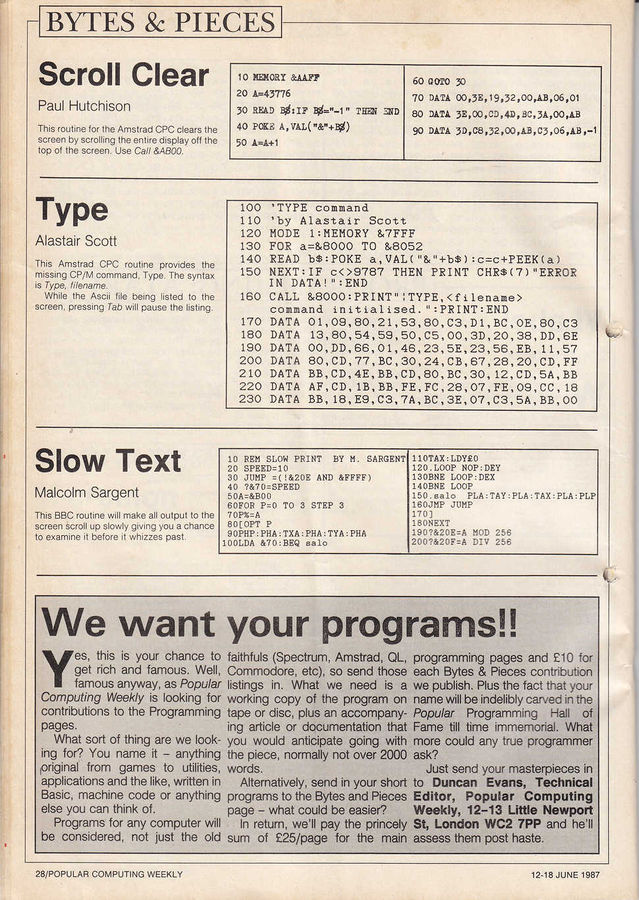 BYTES & PIECES
Scroll Clear
Paul Hutchison
This routine for the Amstrad CPC clears the
screen by scrolling the entire display off the
top of the screen. Use Call &AB00.
10 MEMORY &AAFF
20 A=43776
30 READ B$:IF B$="-1" THEN END
40 POKE A,VAL("&"+B$)
50 A=A+1
60 GOTO 30
70 DATA 00,3E,19,32,00,AB,06,01
80 DATA 3E,00,CD,4D,BC,3A,00,AB
90 DATA 3D,C8,32,00,AB,C3,06,AB,-1
Type
Alastair Scott
This Amstrad CPC routine provides the
missing CP/M command, Type. The syntax
is Type, filename.
While the Ascii file being listed to the
screen, pressing Tab will pause the listing.
100 'TYPE command
110 'by Alastair Scott
120 MODE 1:MEMORY &7FFF
130 FOR a=&8000 TO &8052
140 READ b$:POKE a,VAL("&"+b$):c=c+PEEK(a)
150 NEXT:IF c<>9787 THEN PRINT CHR$(7)"ERROR
IN DATA!":END
160 CALL &8000:PRINT"¦TYPE,<filename>
command initialised.":PRINT:END
170 DATA 01,09,80,21,53,80,C3,D1,BC,0E,80,C3
180 DATA 13,80,54,59,50,C5,00,3D,20,38,DD,6E
190 DATA 00,DD,66,01,46,23,5E,23,56,EB,11,57
200 DATA 80,CD,77,BC,30,24,CB,67,28,20,CD,FF
210 DATA BB,CD,4E,BB,CD,80,BC,30,12,CD,5A,BB
220 DATA AF,CD,1B,BB,FE,FC,28,07,FE,09,CC,18
230 DATA BB,18,E9,C3,7A,BC,3E,07,C3,5A,BB,00
Slow Text
Malcolm Sargent
This BBC routine will make all output to the
screen scroll up slowly giving you a chance
to examine it before it whizzes past.
10 REM SLOW PRINT BY M. SARGENT
20 SPEED=10
30 JUMP =(!&20E AND &FFFF)
40 ?&70=SPEED
50A=&B00
60FOR P=0 TO 3 STEP 3
70P%=A
80[OPT P
90PHP:PHA:TXA:PHA:TYA:PHA
100LDA &70:BEQ salo
110TAX:LDY£0
120.LOOP NOP:DEY
130BNE LOOP:DEX
140BNE LOOP
150.salo PLA:TAY:PLA:TAX:PLA:PLP
160JMP JUMP
170]
180NEXT
190?&20E=A MOD 256
200?&20F=A DIV 256
We want your programs!!
Yes, this is your chance to
get rich and famous. Well,
famous anyway, as Popular
Computing Weekly is looking for
contributions to the Programming
pages.
What sort of thing are we look-
ing for? You name it – anything
original from games to utilities,
applications and the like, written in
Basic, machine code or anything
else you can think of.
Programs for any computer will
be considered, not just the old
faithfuls (Spectrum, Amstrad, QL,
Commodore, etc), so send those
listings in. What we need is a
working copy of the program on
tape or disc, plus an accompany-
ing article or documentation that
you would anticipate going with
the piece, normally not over 2000
words.
Alternatively, send in your short
programs to the Bytes and Pieces
page – what could be easier?
In return, we'll pay the princely
sum of £25/page for the main
programming pages and £10 for
each Bytes & Pieces contribution
we publish. Plus the fact that your
name will be indelibly carved in the
Popular Programming Hall of
Fame till time immemorial. What
more could any true programmer
ask?
Just send your masterpieces in
to Duncan Evans, Technical
Editor, Popular Computing
Weekly, 12–13 Little Newport
St, London WC2 7PP and he'll
assess them post haste.
28/POPULAR COMPUTING WEEKLY
12-18 JUNE 1987